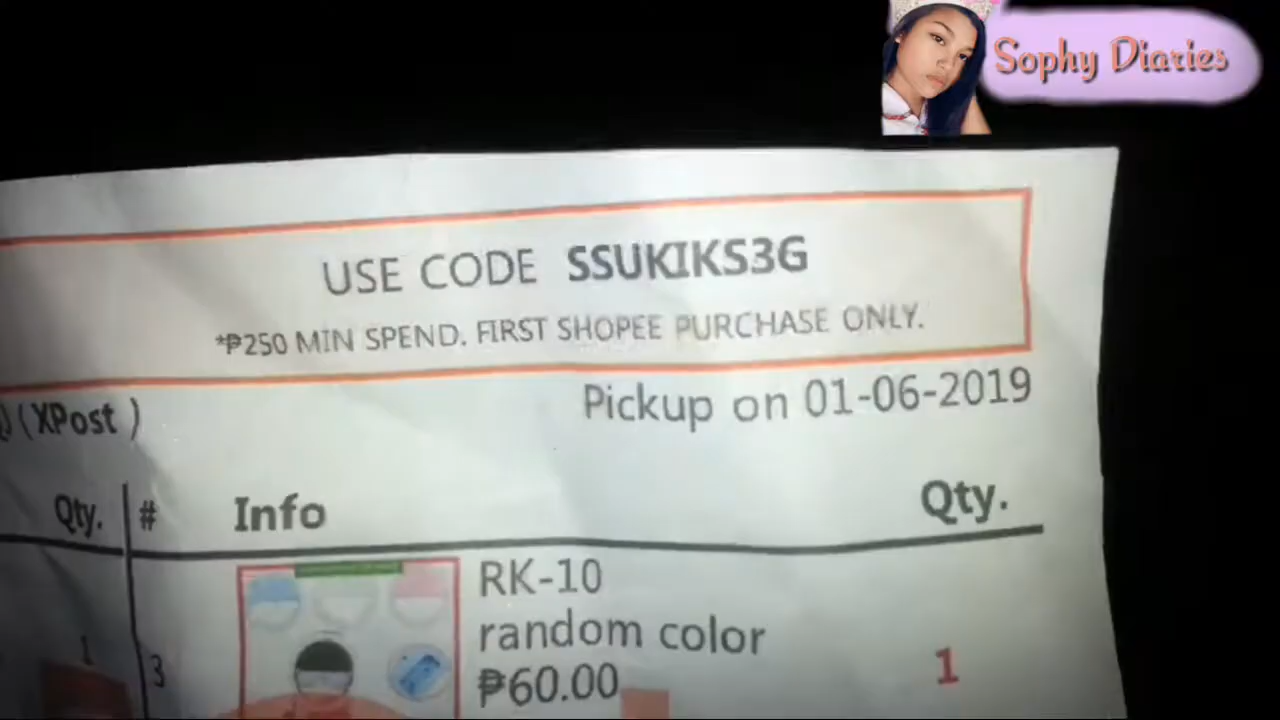 Sophy Diaries
USE CODE SSUKIKS3G
*₱250 MIN SPEND. FIRST SHOPEE PURCHASE ONLY.
(XPost )
Pickup on 01-06-2019
Qty. # Info Qty.
RK-10
random color
1 3 ₱60.00 1